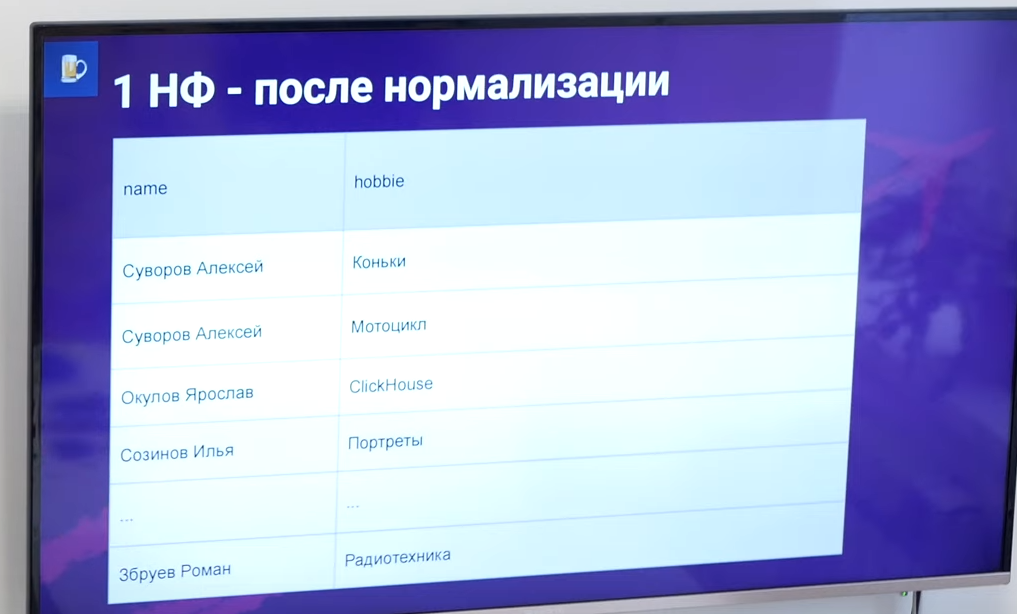 1 НФ - после нормализации
name hobbie
Суворов Алексей Коньки
Суворов Алексей Мотоцикл
Окулов Ярослав ClickHouse
Созинов Илья Портреты
... ...
Збруев Роман Радиотехника